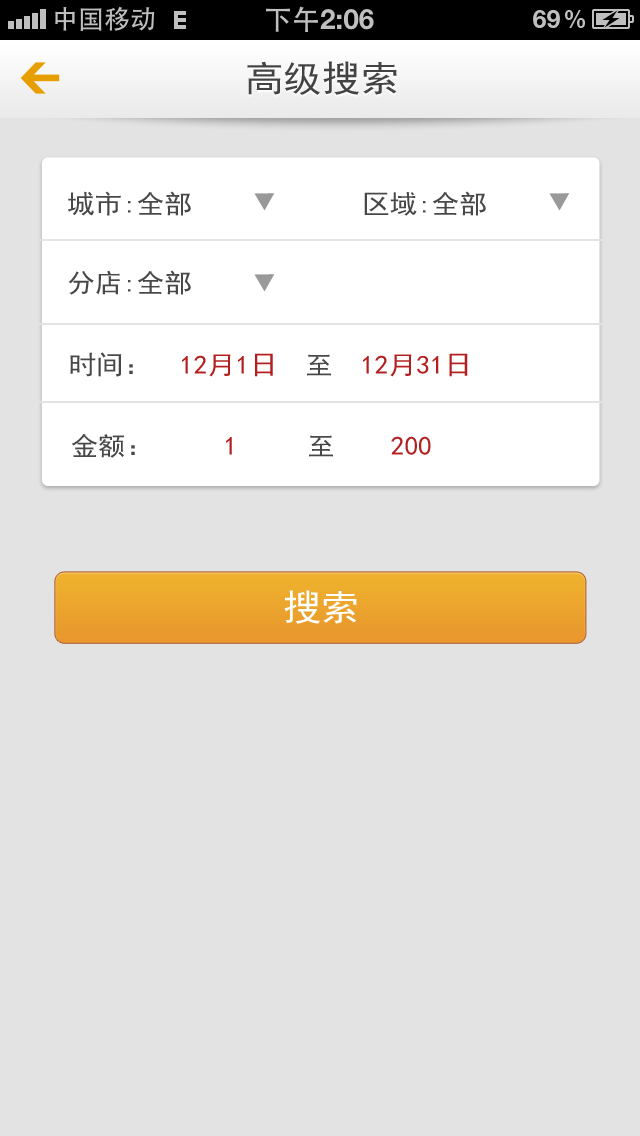 中国移动 E 下午2:06 69%
高级搜索
城市:全部 区域:全部
分店:全部
时间: 12月1日 至 12月31日
金额: 1 至 200
搜索